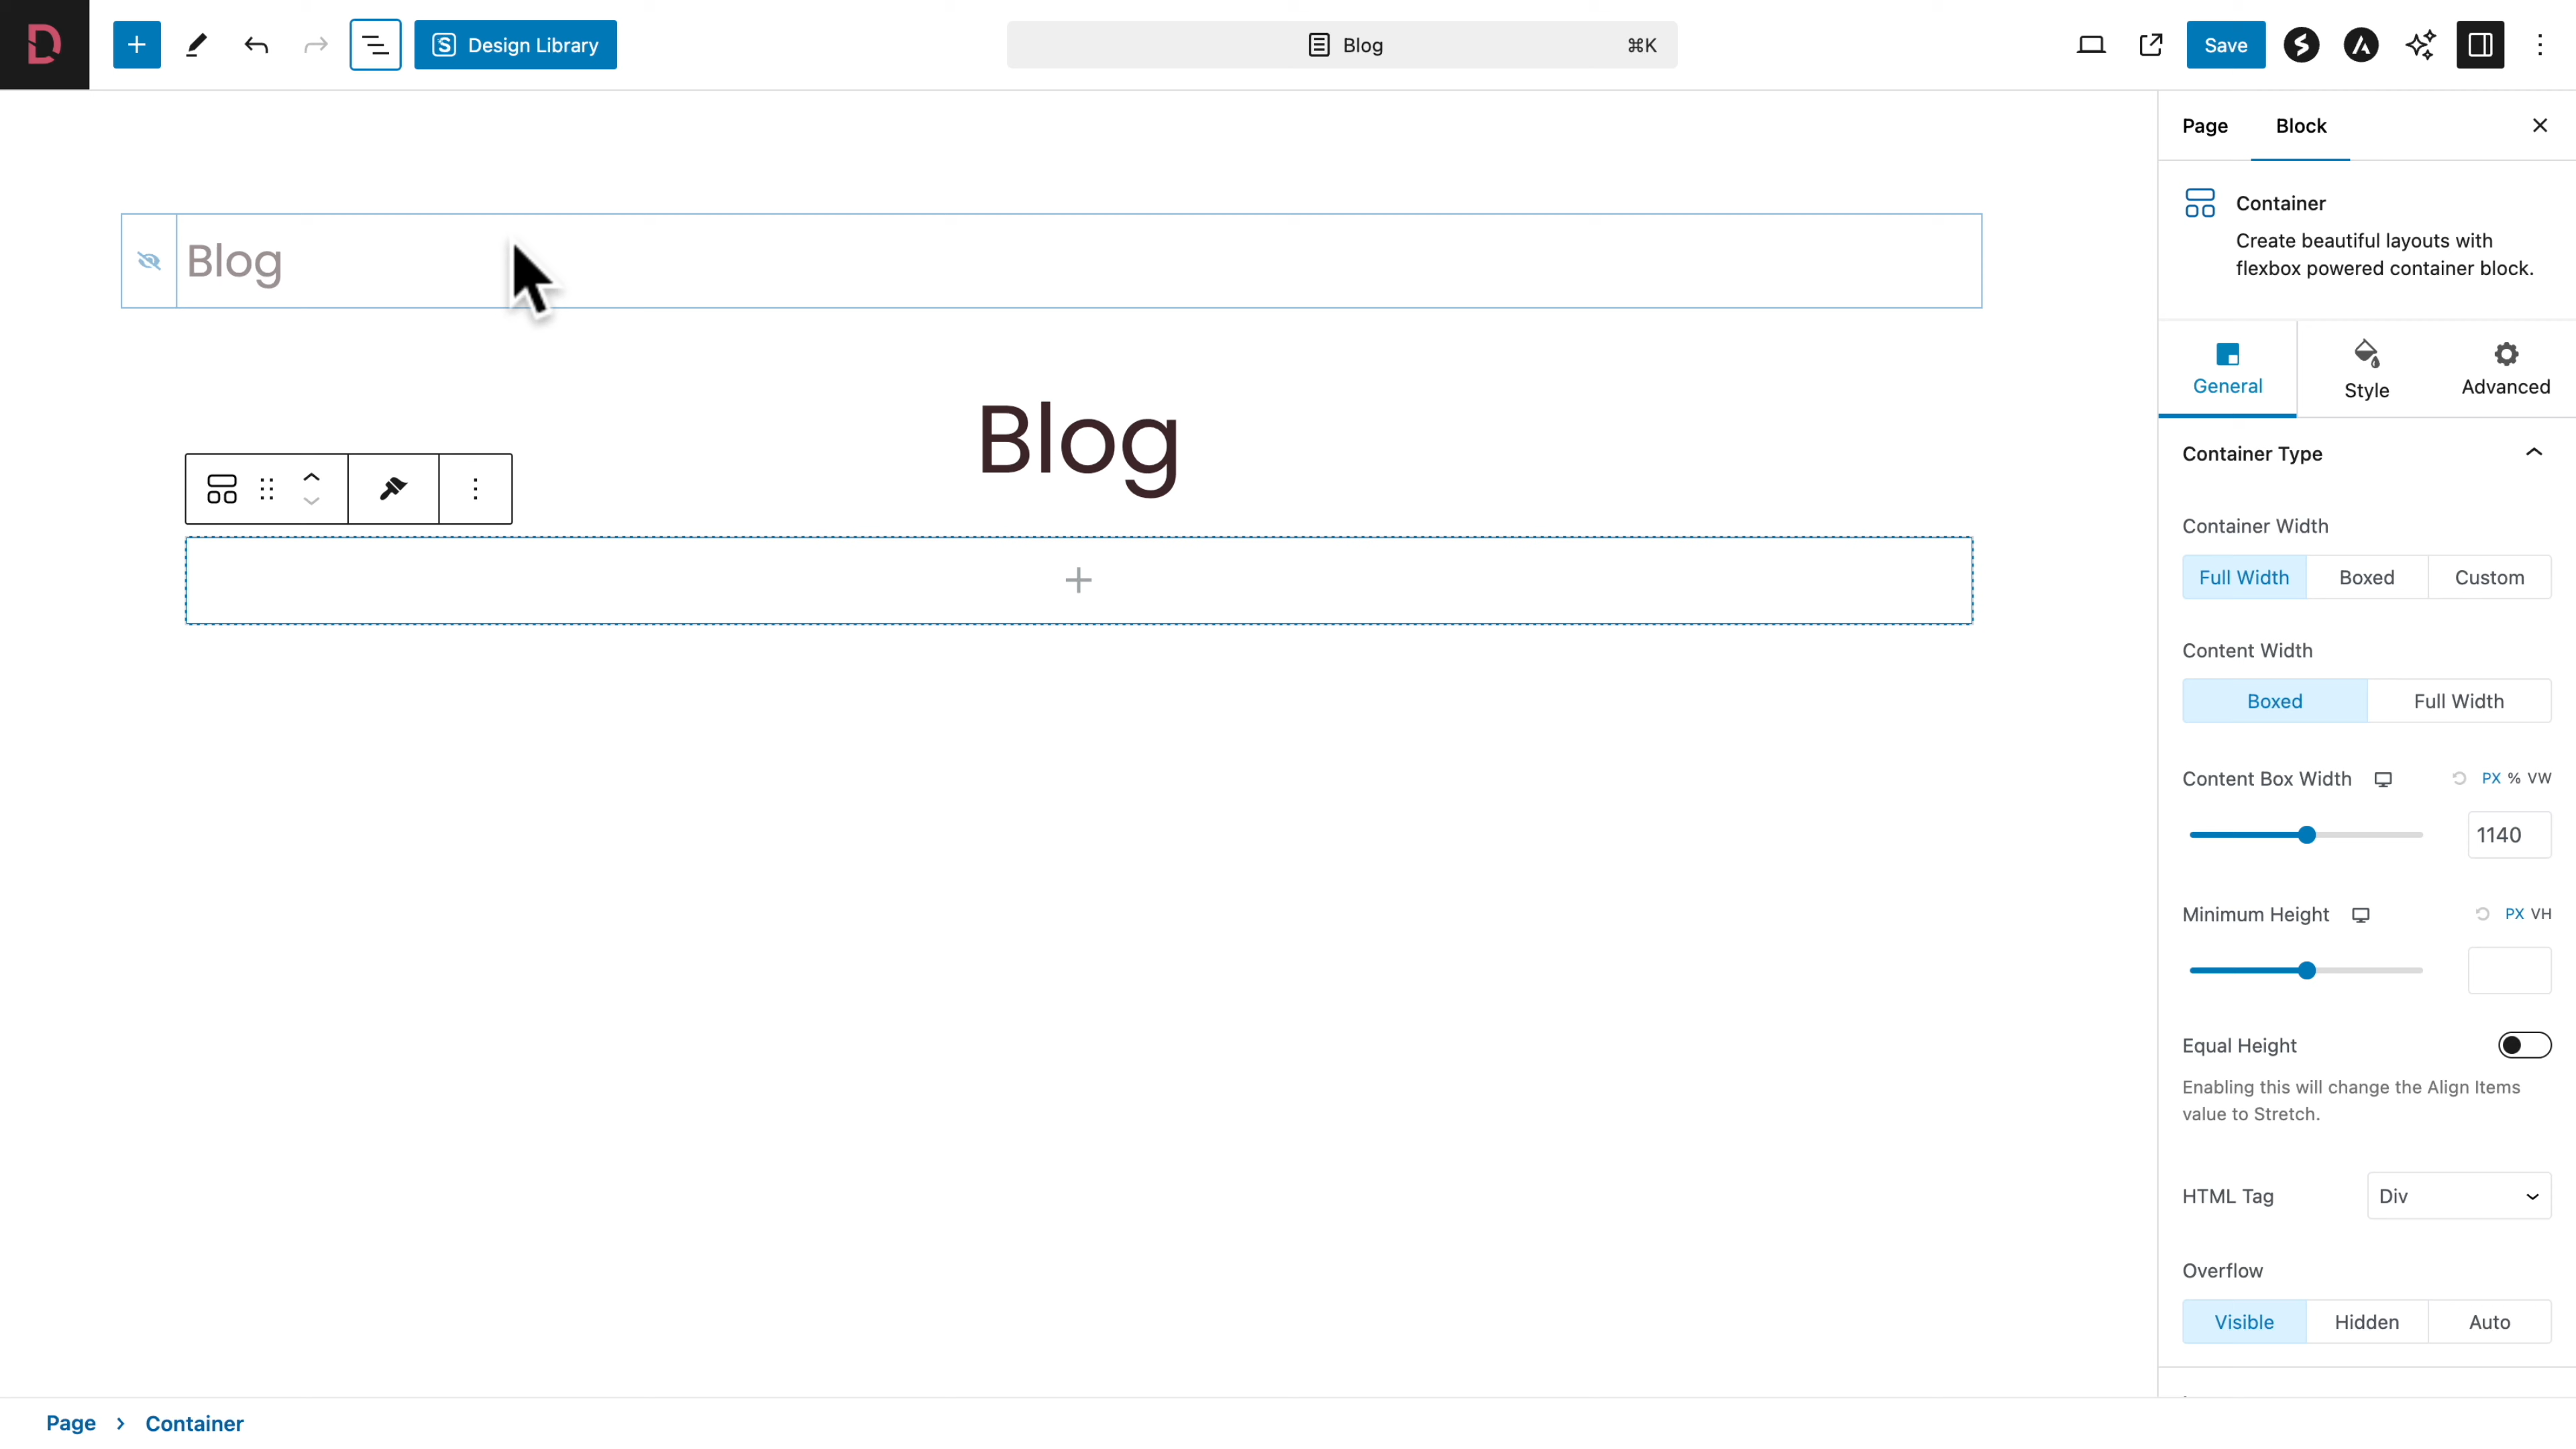 Design Library
Blog
⌘K
Save
Page
Block
Blog
Container
Create beautiful layouts with
flexbox powered container block.
General
Style
Advanced
Blog
Container Type
Container Width
Full Width
Boxed
Custom
Content Width
Boxed
Full Width
Content Box Width
PX % VW
1140
Minimum Height
PX VH
Equal Height
Enabling this will change the Align Items
value to Stretch.
HTML Tag
Div
Overflow
Visible
Hidden
Auto
Page › Container